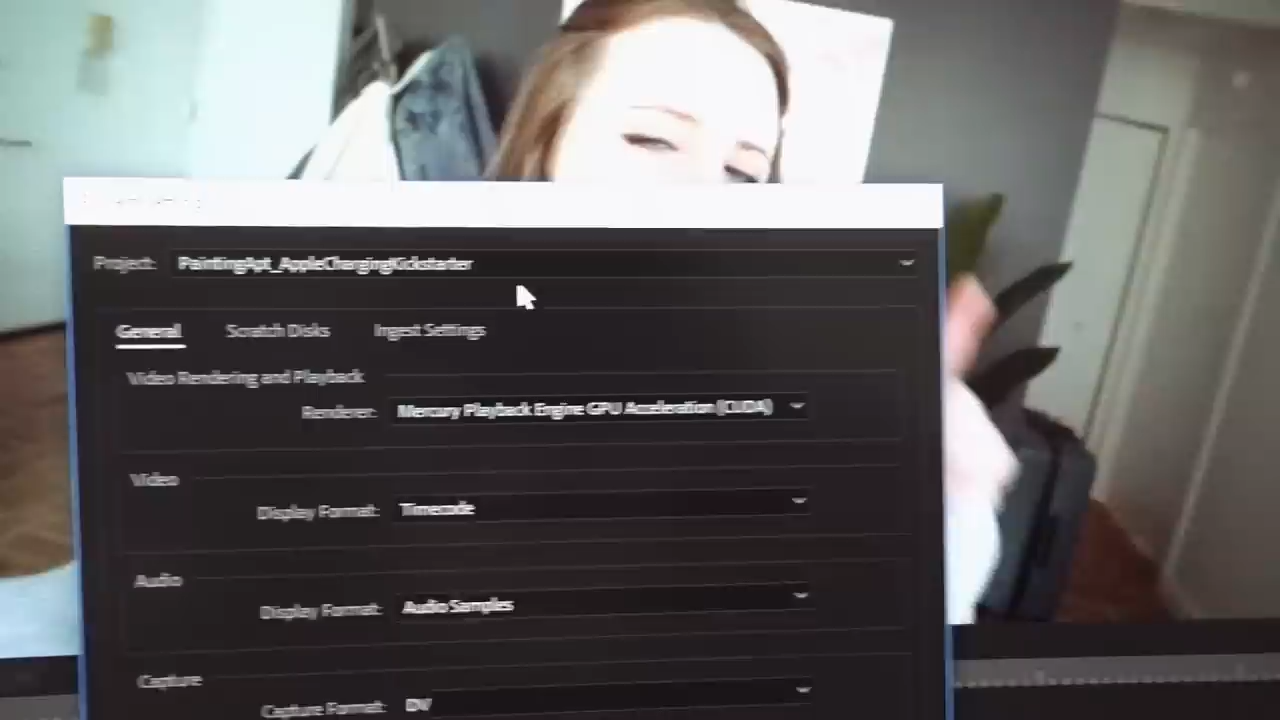 Project: PaintingApt_AppleChargingKickstarter
General Scratch Disks Ingest Settings
Video Rendering and Playback
Renderer: Mercury Playback Engine GPU Acceleration (CUDA)
Video
Display Format: Timecode
Audio
Display Format: Audio Samples
Capture
Capture Format: DV